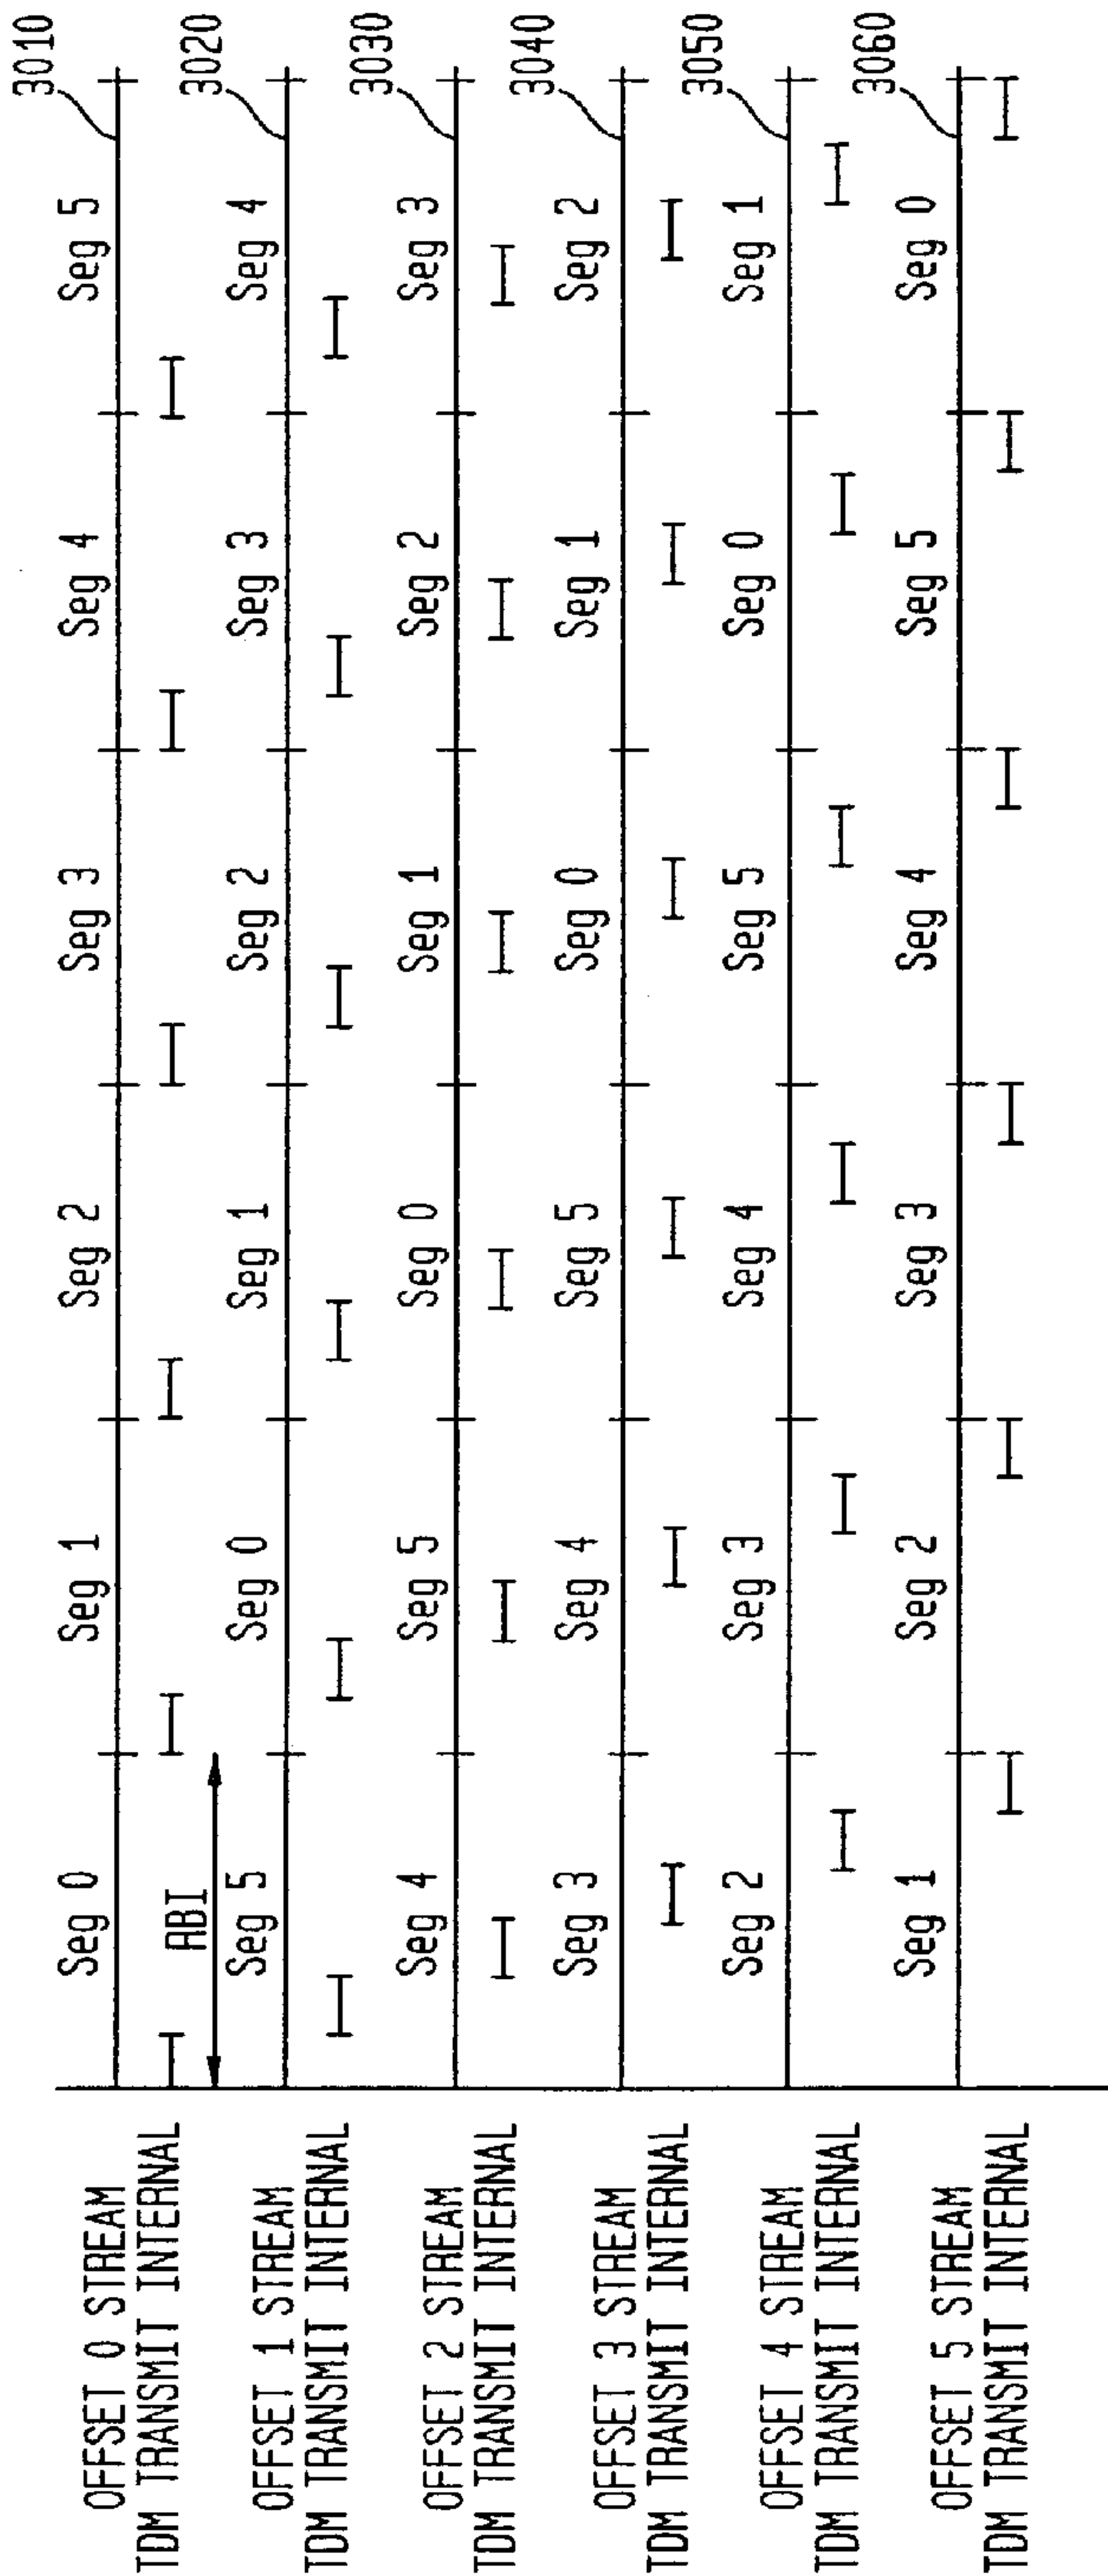 3010
Seg 0 Seg 1 Seg 2 Seg 3 Seg 4 Seg 5
OFFSET 0 STREAM
TDM TRANSMIT INTERNAL
ABI
3020
Seg 5 Seg 0 Seg 1 Seg 2 Seg 3 Seg 4
OFFSET 1 STREAM
TDM TRANSMIT INTERNAL
3030
Seg 4 Seg 5 Seg 0 Seg 1 Seg 2 Seg 3
OFFSET 2 STREAM
TDM TRANSMIT INTERNAL
3040
Seg 3 Seg 4 Seg 5 Seg 0 Seg 1 Seg 2
OFFSET 3 STREAM
TDM TRANSMIT INTERNAL
3050
Seg 2 Seg 3 Seg 4 Seg 5 Seg 0 Seg 1
OFFSET 4 STREAM
TDM TRANSMIT INTERNAL
3060
Seg 1 Seg 2 Seg 3 Seg 4 Seg 5 Seg 0
OFFSET 5 STREAM
TDM TRANSMIT INTERNAL